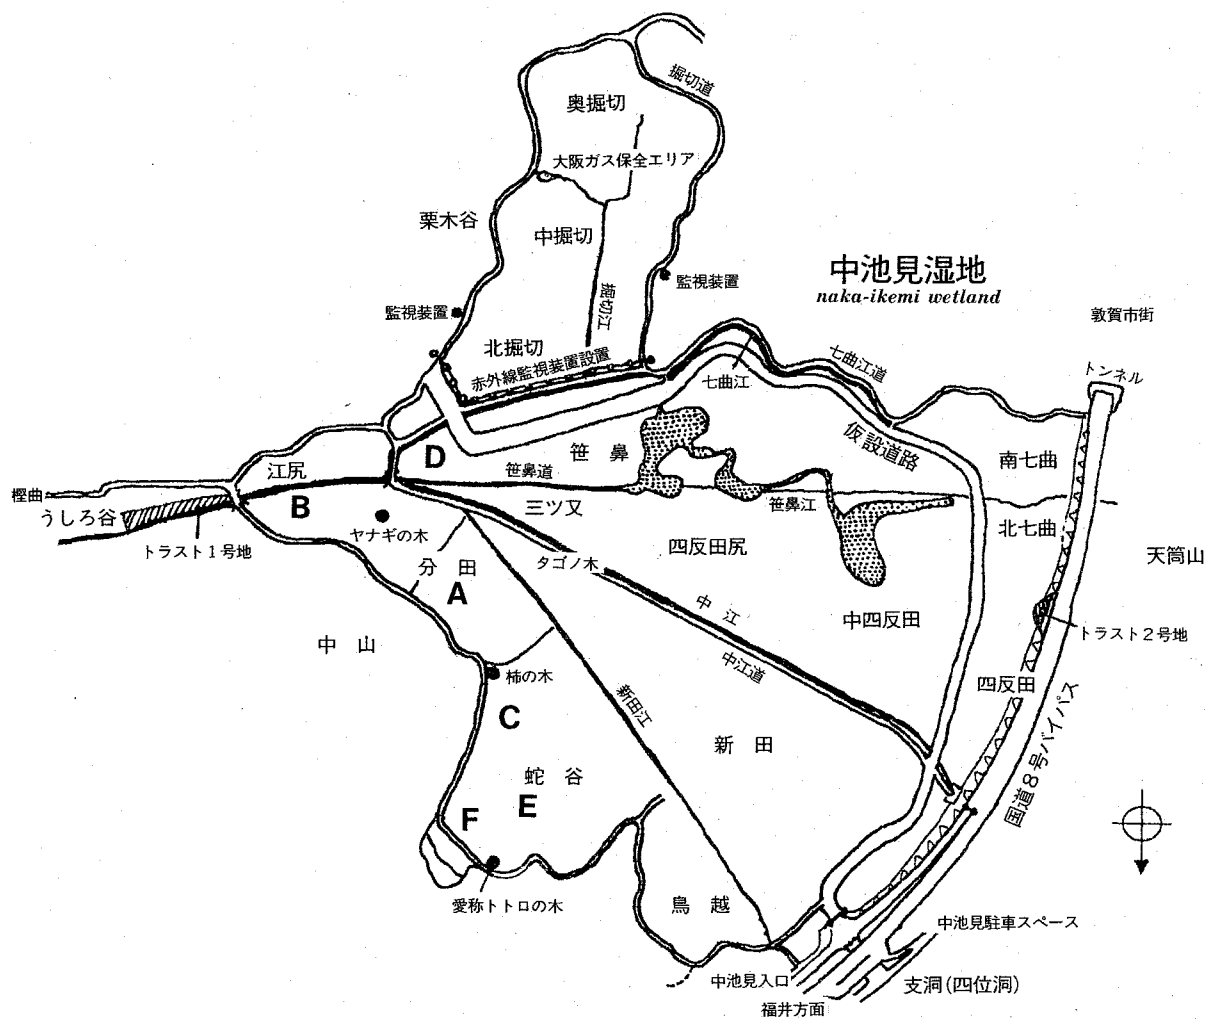 掘切道
奥掘切
大阪ガス保全エリア
栗木谷
中掘切
中池見湿地
naka-ikemi wetland
監視装置
監視装置
掘切江
敦賀市街
北掘切
赤外線監視装置設置
七曲江道
七曲江
トンネル
仮設道路
D
笹鼻
南七曲
江尻
笹鼻道
樫曲
うしろ谷
B
三ツ又
笹鼻江
北七曲
トラスト1号地
ヤナギの木
四反田尻
天筒山
分田
タゴノ木
A
中江
中四反田
トラスト2号地
中山
中江道
柿の木
四反田
新田江
C
新田
国道8号バイパス
蛇谷
E
F
愛称トトロの木
鳥越
中池見駐車スペース
中池見入口
支洞(四位洞)
福井方面